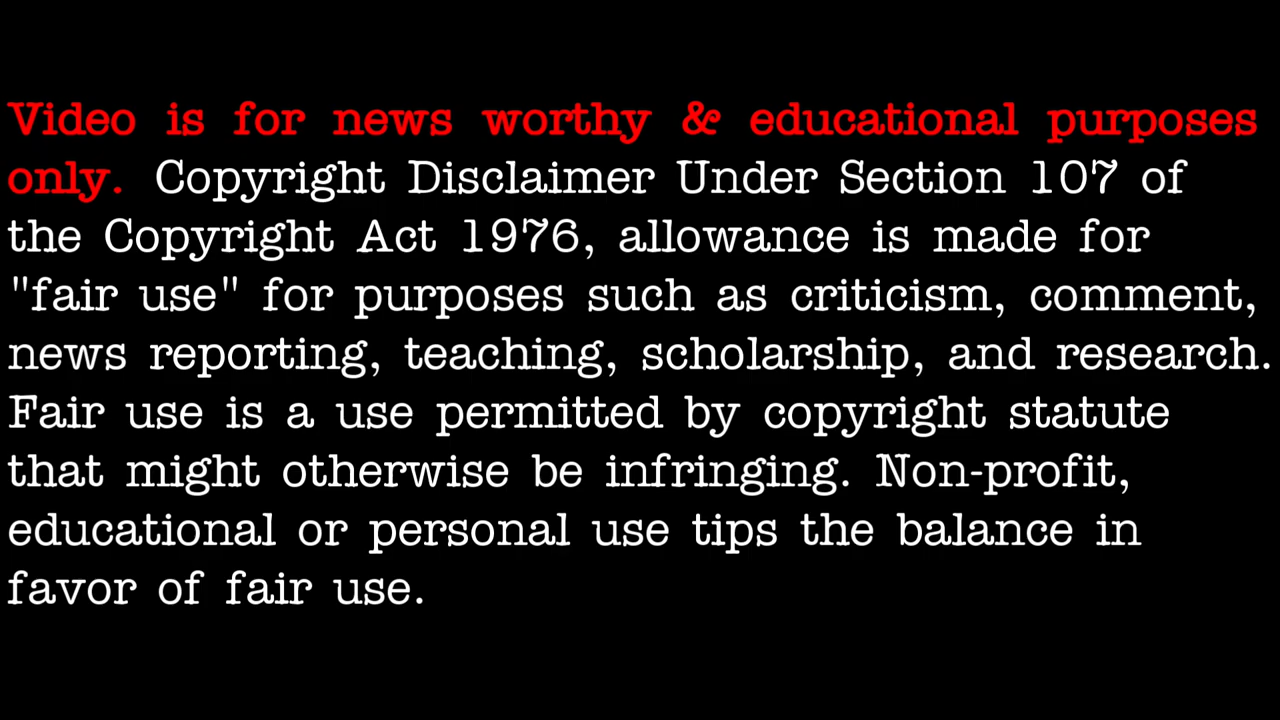 Video is for news worthy & educational purposes
only. Copyright Disclaimer Under Section 107 of
the Copyright Act 1976, allowance is made for
"fair use" for purposes such as criticism, comment,
news reporting, teaching, scholarship, and research.
Fair use is a use permitted by copyright statute
that might otherwise be infringing. Non-profit,
educational or personal use tips the balance in
favor of fair use.